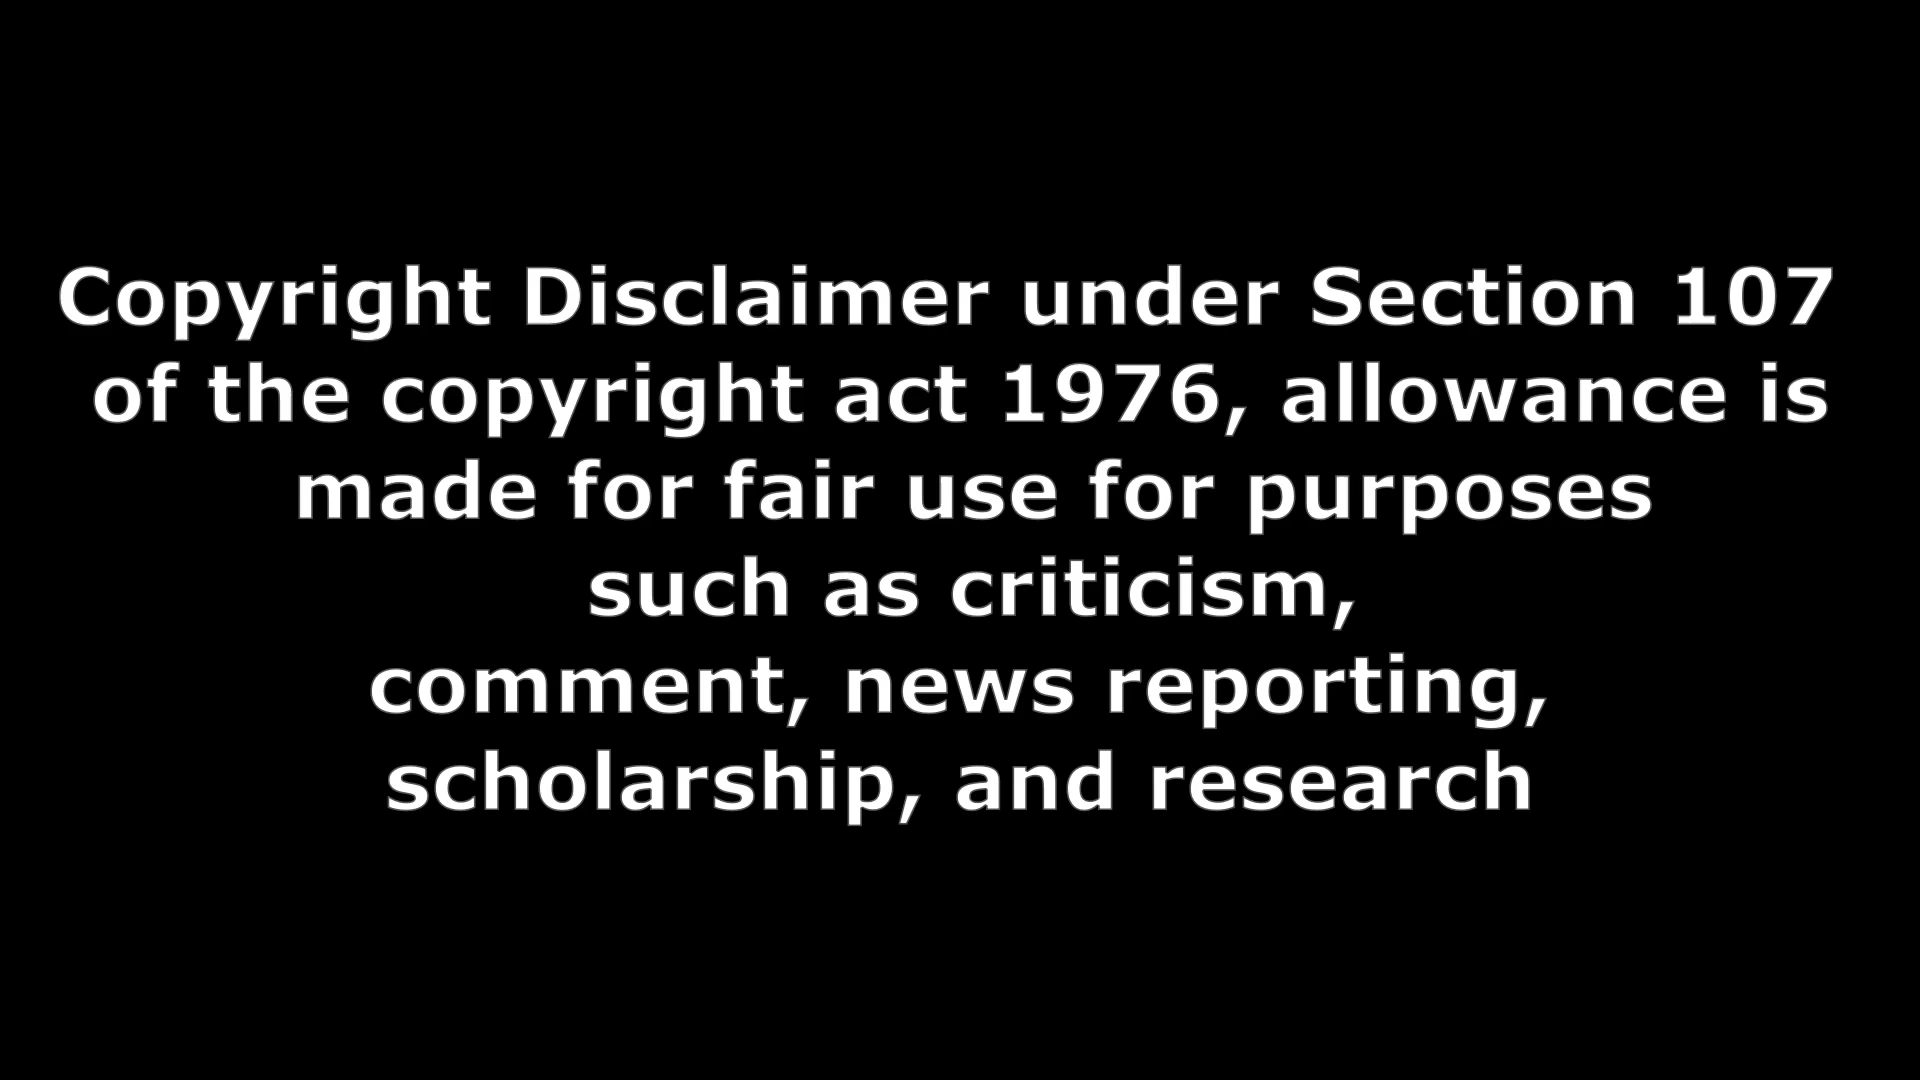 Copyright Disclaimer under Section 107
of the copyright act 1976, allowance is
made for fair use for purposes
such as criticism,
comment, news reporting,
scholarship, and research